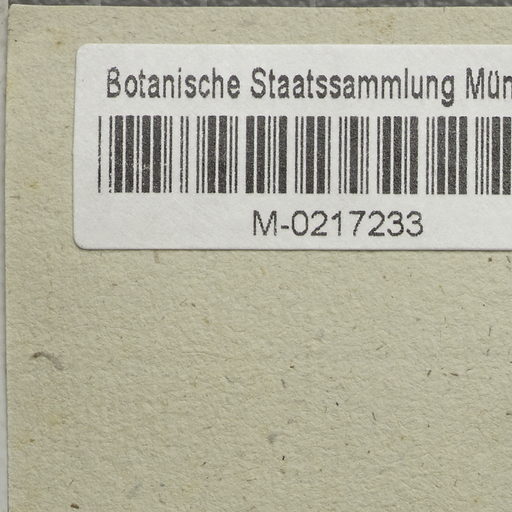 Botanische Staatssammlung Mün
M-0217233